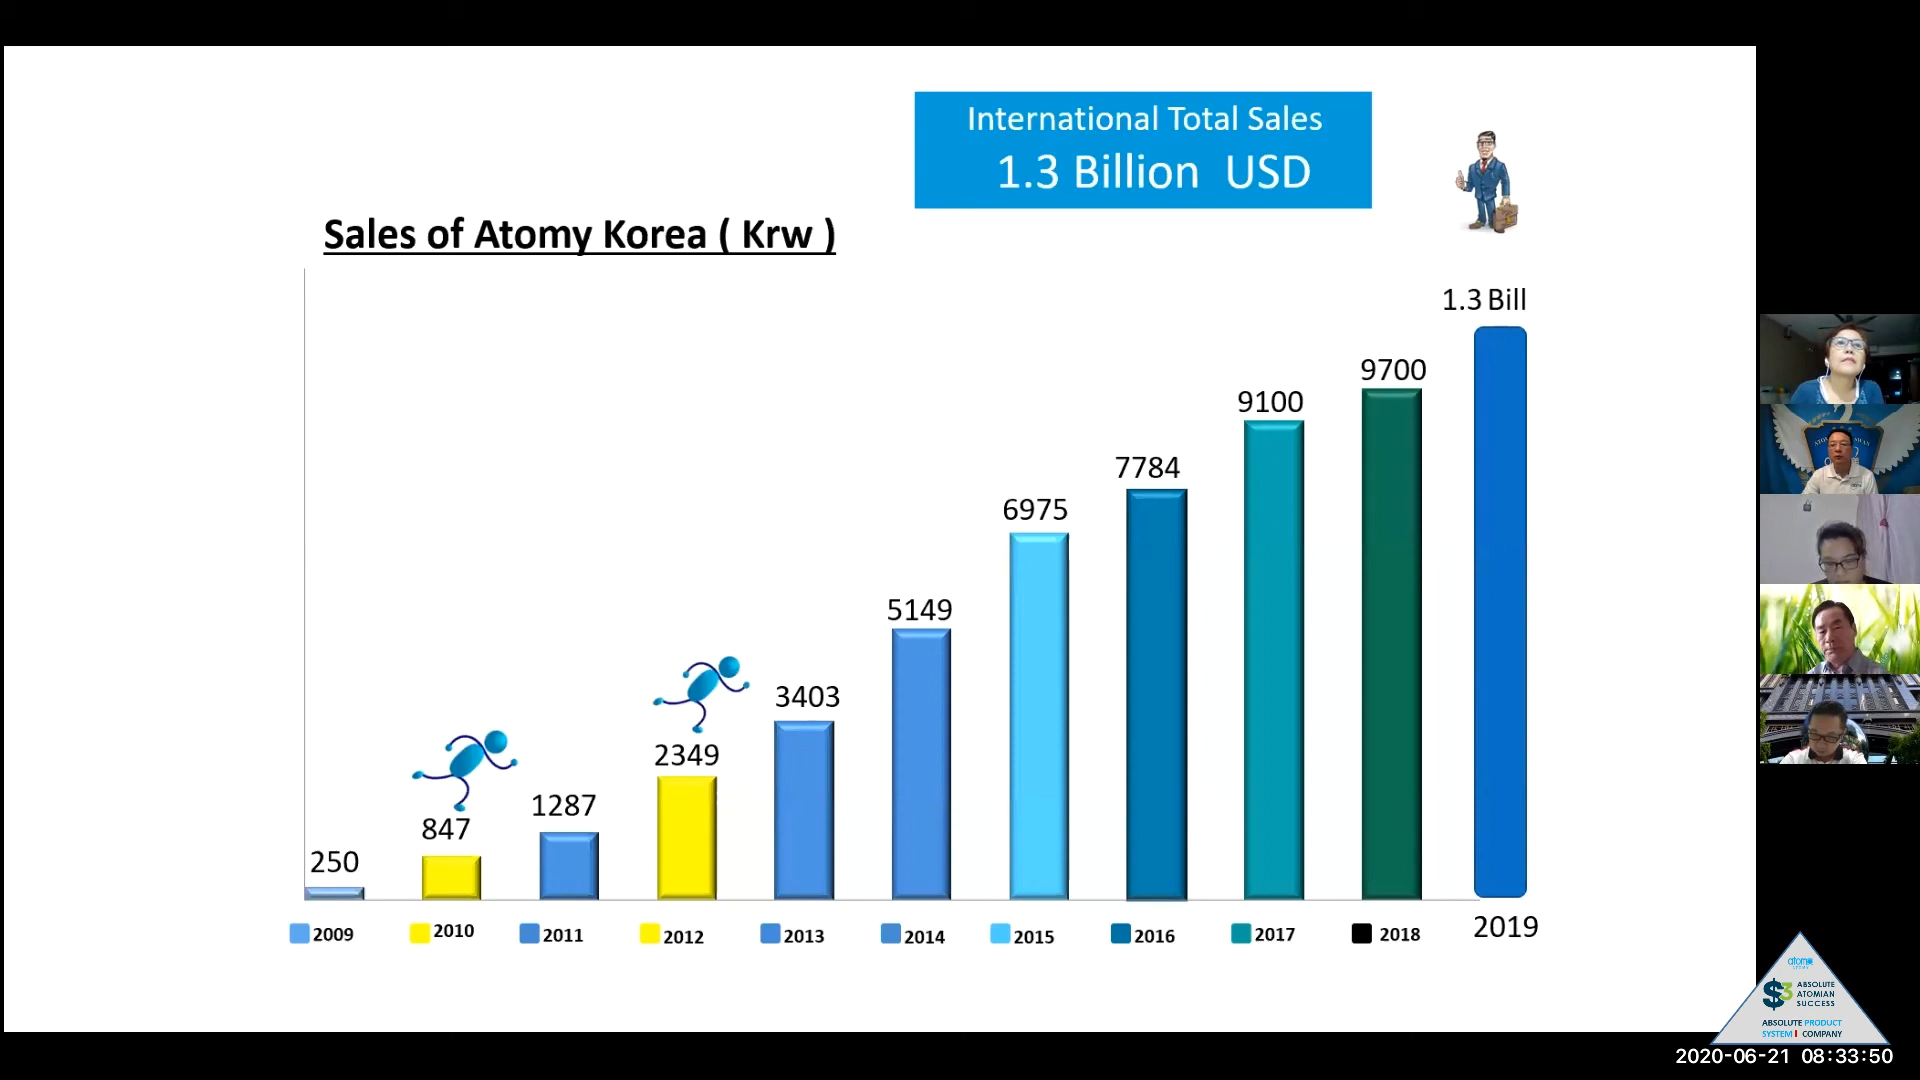 International Total Sales
1.3 Billion USD
Sales of Atomy Korea ( Krw )
1.3 Bill
9700
9100
7784
6975
5149
3403
2349
1287
847
250
2009
2010
2011
2012
2013
2014
2015
2016
2017
2018
2019
atomy
$3 ABSOLUTE
ATOMIAN
SUCCESS
ABSOLUTE PRODUCT
SYSTEM COMPANY
2020-06-21 08:33:50